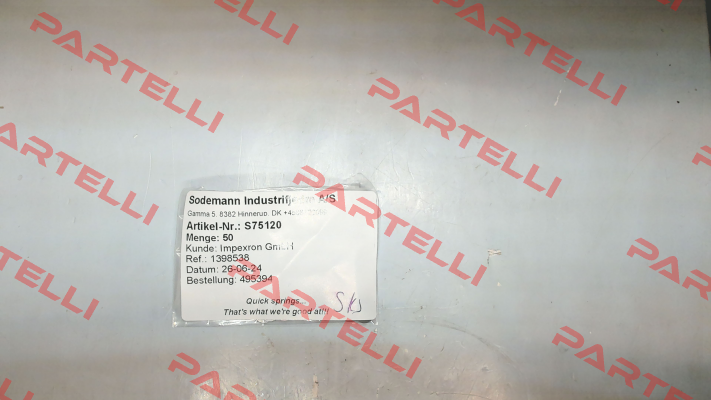 PARTELLI
PARTELLI
PARTELLI
PARTELLI
PARTELLI
PARTELLI
PARTELLI
PARTELLI
Sodemann Industrifjedre A/S
Gamma 5, 8382 Hinnerup, DK
Artikel-Nr.: S75120
Menge: 50
Kunde: Impexron GmbH
Ref.: 1398538
Datum: 26-06-24
Bestellung: 495394
Quick springs...
That's what we're good at!!!